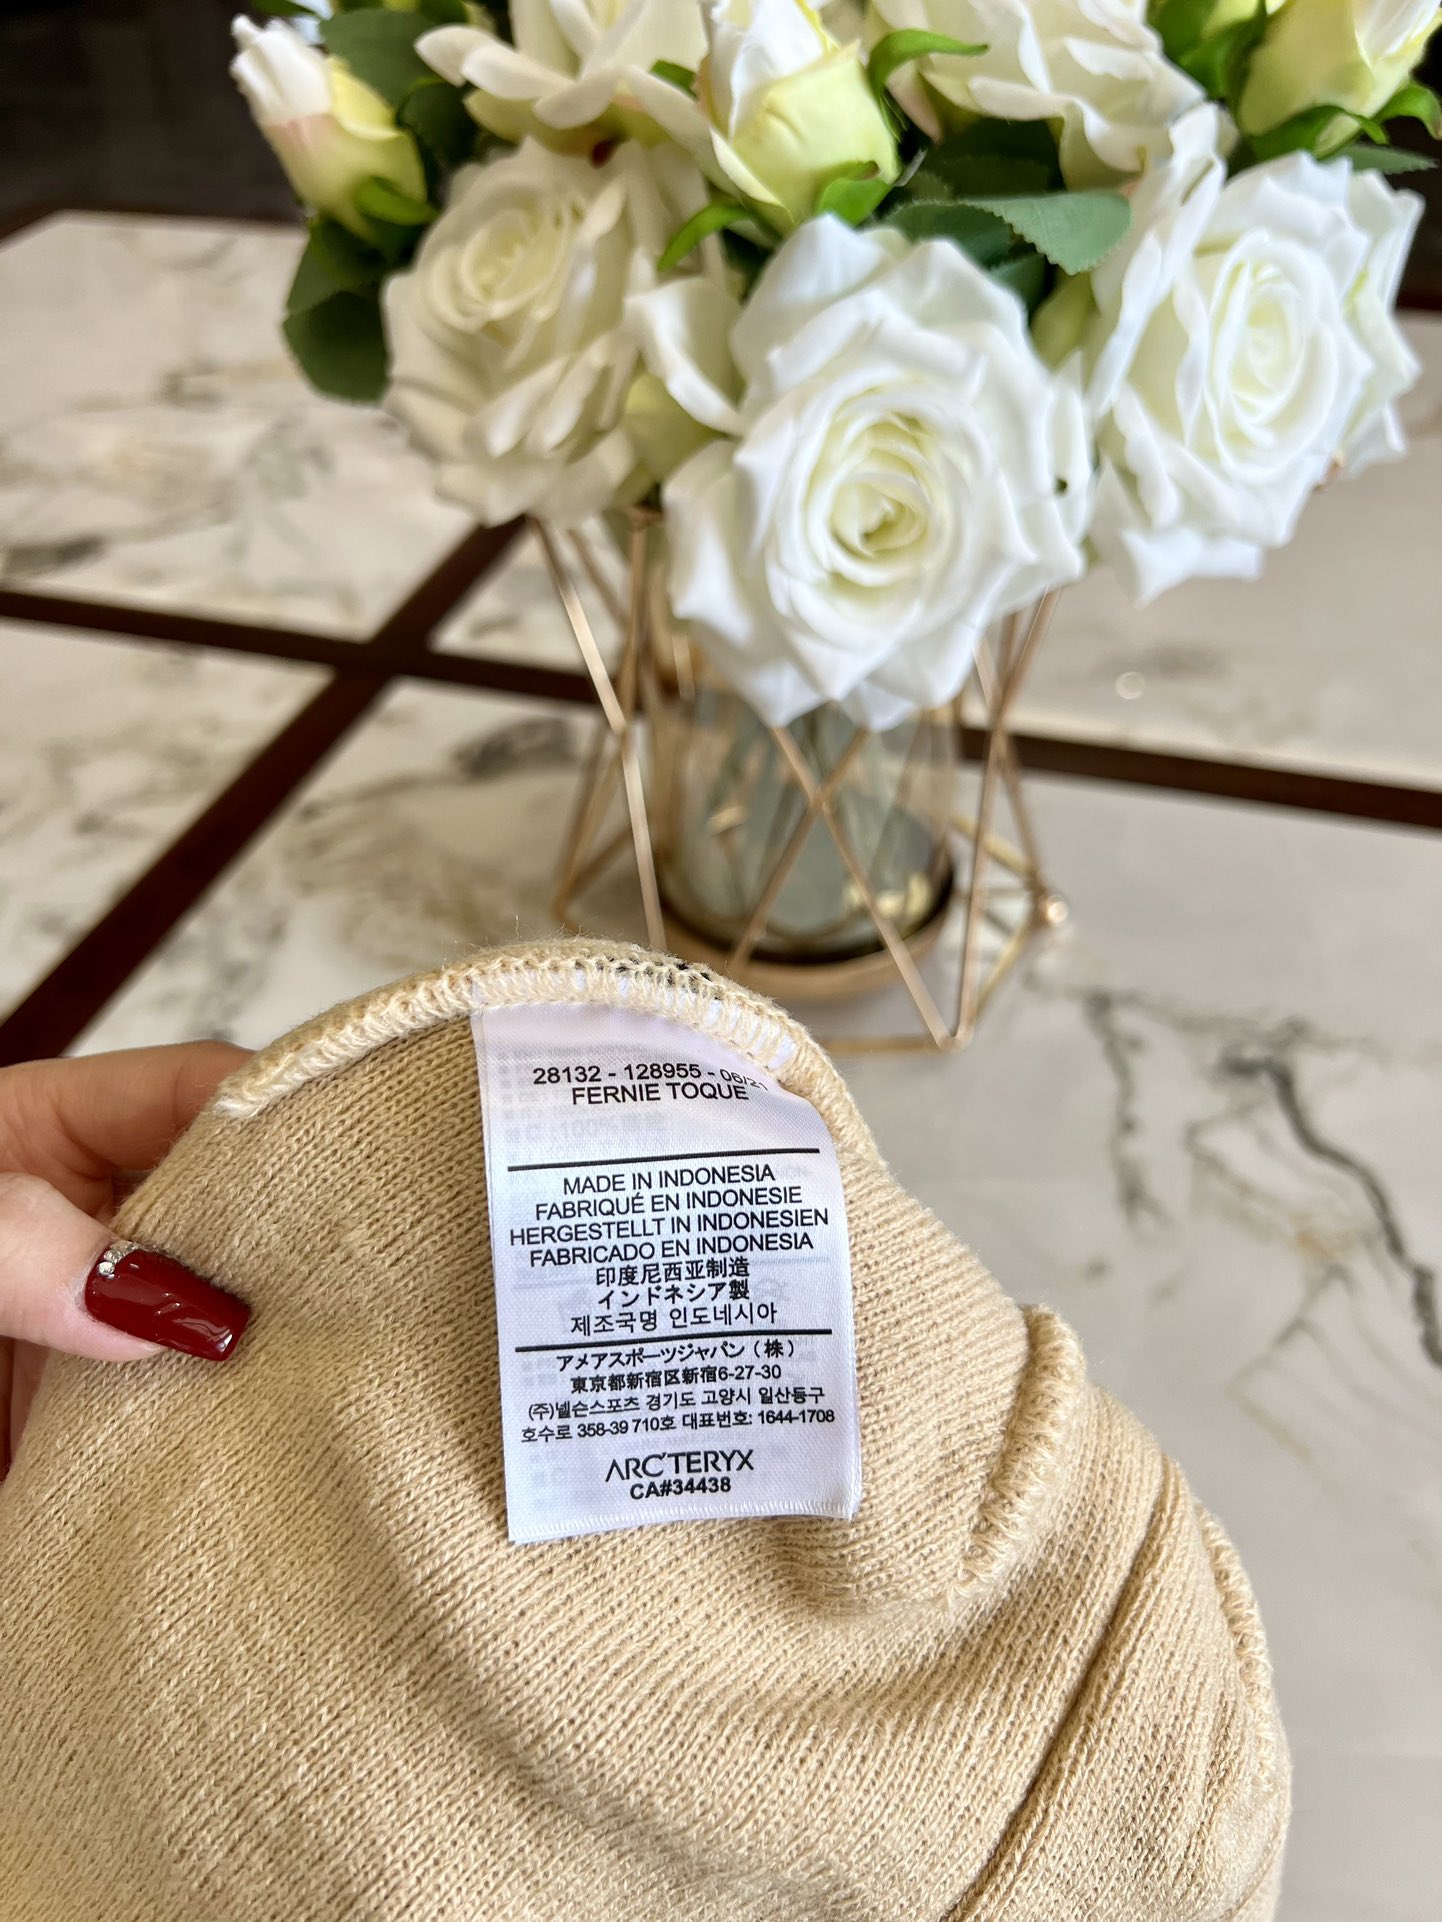 28132 - 128955 - 06/21
FERNIE TOQUE
MADE IN INDONESIA
FABRIQUÉ EN INDONESIE
HERGESTELLT IN INDONESIEN
FABRICADO EN INDONESIA
印度尼西亚制造
インドネシア製
제조국명 인도네시아
アメアスポーツジャパン（株）
東京都新宿区新宿6-27-30
(주)넬슨스포츠 경기도 고양시 일산동구
호수로 358-39 710호 대표번호: 1644-1708
ARC'TERYX
CA#34438